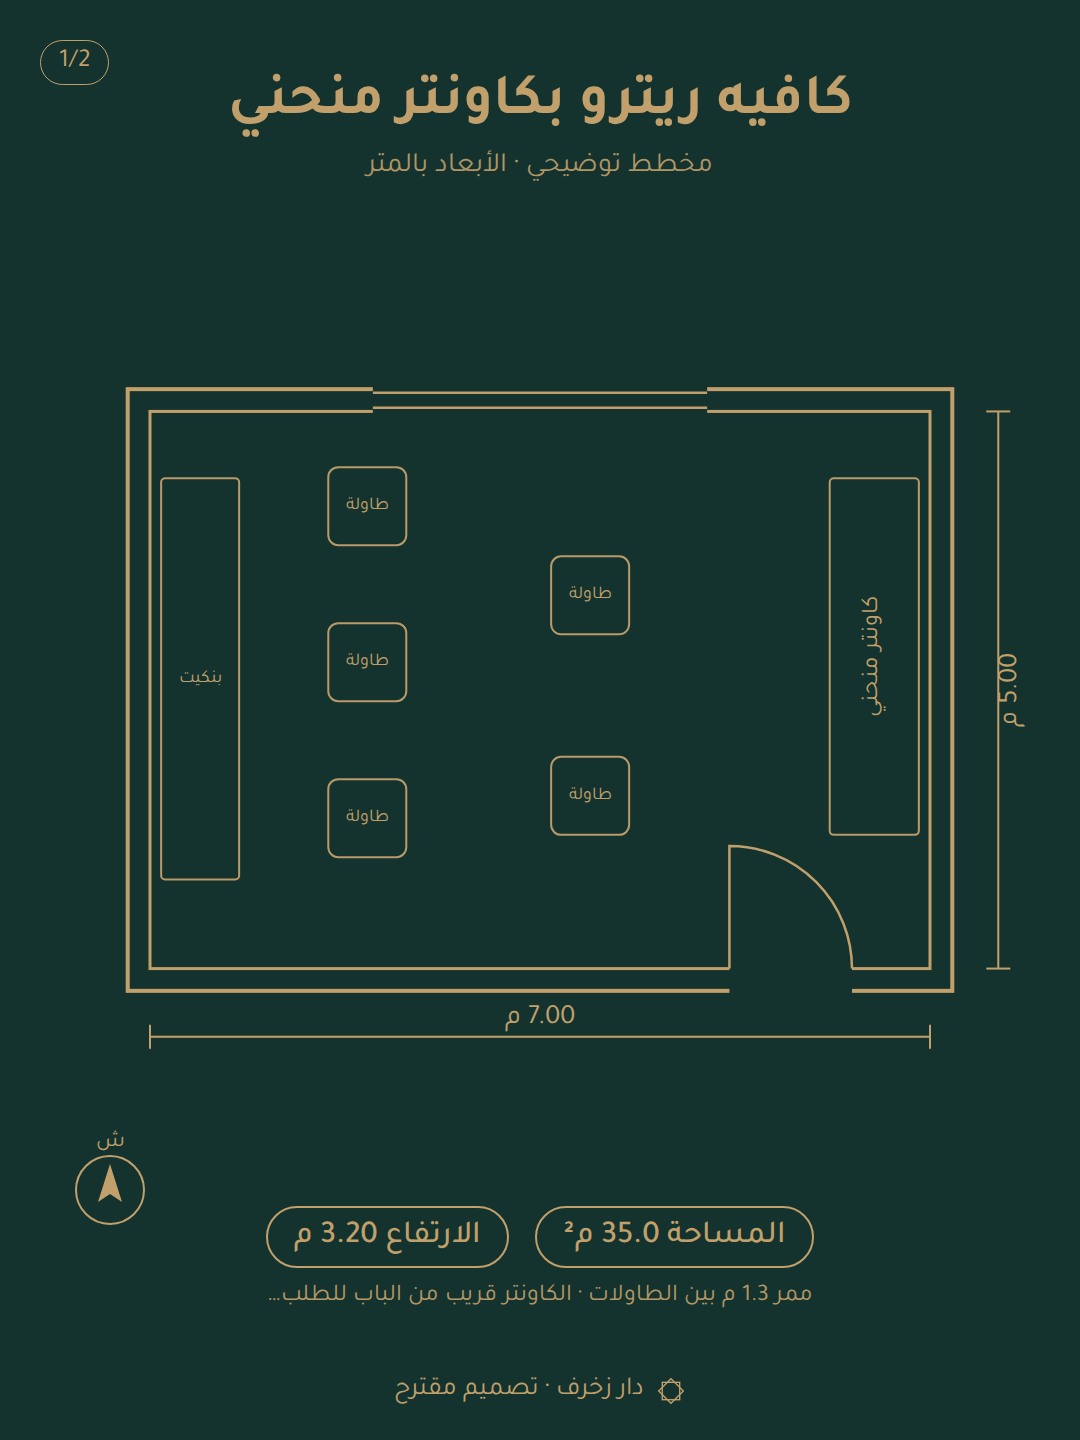 1/2
كافيه ريترو بكاونتر منحني
مخطط توضيحي · الأبعاد بالمتر
طاولة
طاولة
كاونتر منحني
طاولة
بنكيت
5.00 م
طاولة
طاولة
7.00 م
ش
المساحة 35.0 م²
الارتفاع 3.20 م
ممر 1.3 م بين الطاولات · الكاونتر قريب من الباب للطلب...
دار زخرف · تصميم مقترح